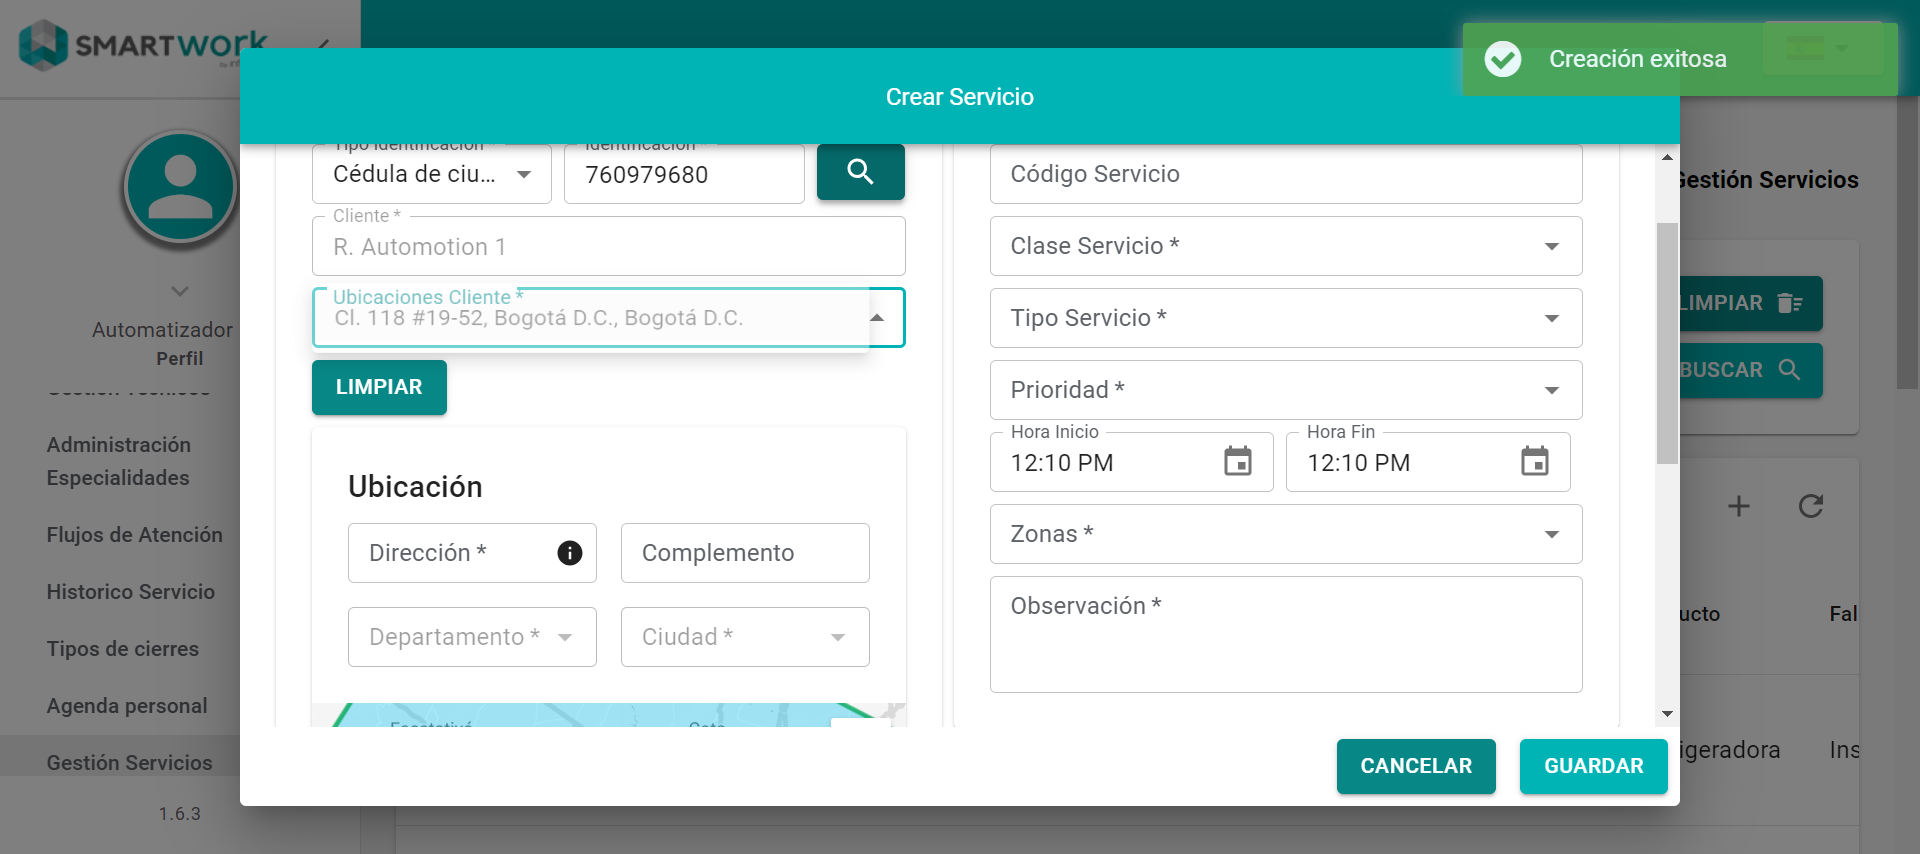 SMARTWORK
Creación exitosa
Crear Servicio
Gestión Servicios
Automatizador
Perfil
Administración
Especialidades
Flujos de Atención
Historico Servicio
Tipos de cierres
Agenda personal
Gestión Servicios
1.6.3
Tipo Identificación *
Cédula de ciu...
Identificación *
760979680
Cliente *
R. Automotion 1
Ubicaciones Cliente *
Cl. 118 #19-52, Bogotá D.C., Bogotá D.C.
LIMPIAR
Ubicación
Dirección *
Complemento
Departamento *
Ciudad *
Código Servicio
Clase Servicio *
Tipo Servicio *
Prioridad *
Hora Inicio
12:10 PM
Hora Fin
12:10 PM
Zonas *
Observación *
CANCELAR
GUARDAR
LIMPIAR
BUSCAR
ucto
Fal
igeradora
Ins